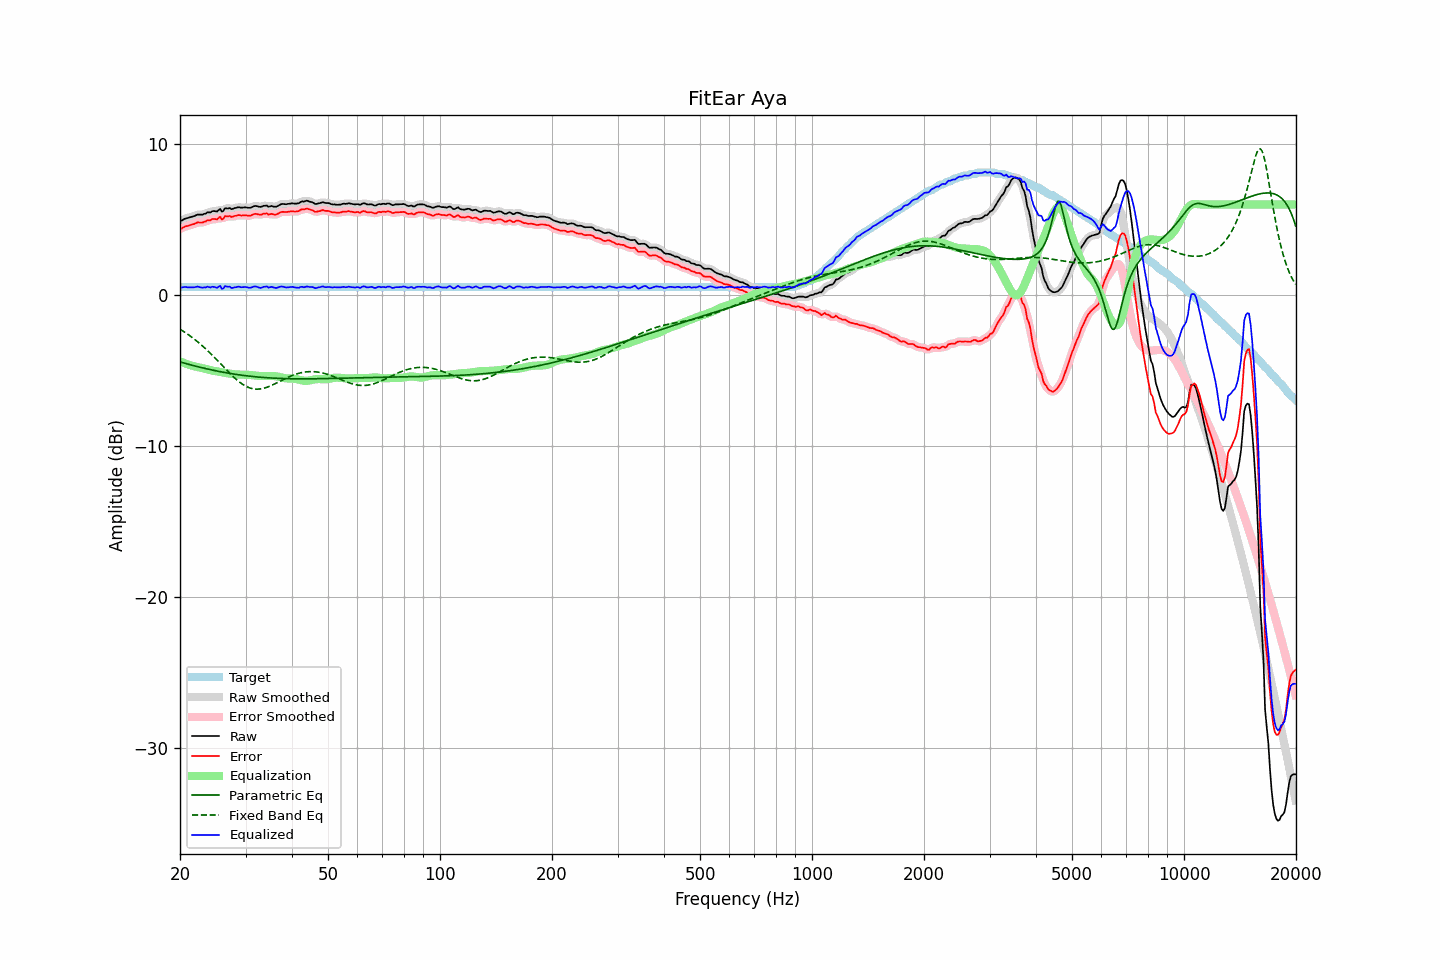 FitEar Aya
Amplitude (dBr)
10
0
−10
−20
−30
20
50
100
200
500
1000
2000
5000
10000
20000
Frequency (Hz)
Target
Raw Smoothed
Error Smoothed
Raw
Error
Equalization
Parametric Eq
Fixed Band Eq
Equalized